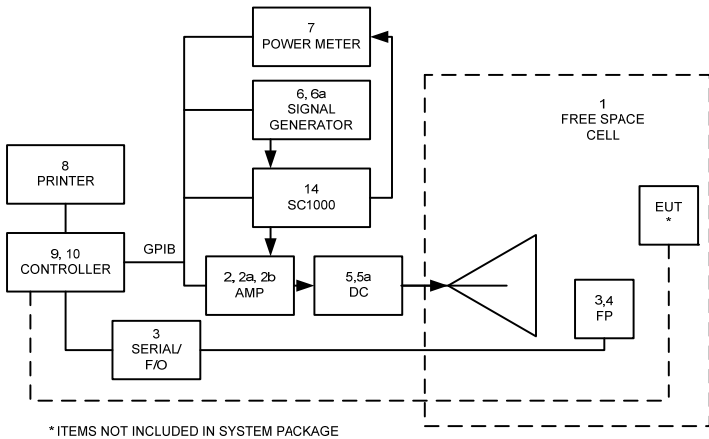 7
POWER METER
6, 6a
SIGNAL
GENERATOR
1
FREE SPACE
CELL
8
PRINTER
14
SC1000
EUT
*
9, 10
CONTROLLER
GPIB
2, 2a, 2b
AMP
5,5a
DC
3,4
FP
3
SERIAL/
F/O
* ITEMS NOT INCLUDED IN SYSTEM PACKAGE